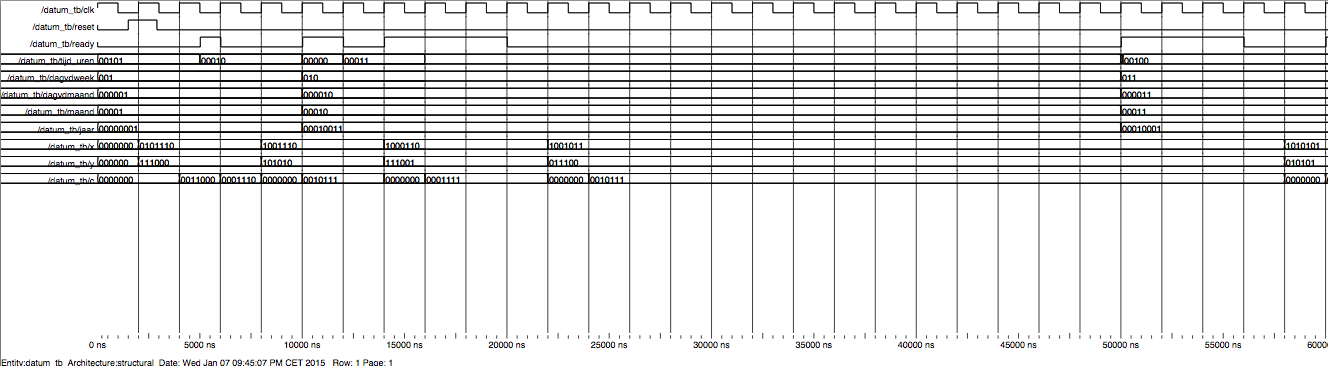 /datum_tb/clk
/datum_tb/reset
/datum_tb/ready
/datum_tb/tijd_uren 00101 00010 00000 00011 00100
/datum_tb/dagvdweek 001 010 011
/datum_tb/dagvdmaand 000001 000010 000011
/datum_tb/maand 00001 00010 00011
/datum_tb/jaar 00000001 00010011 00010001
/datum_tb/x 0000000 0101110 1001110 1000110 1001011 1010101
/datum_tb/y 000000 111000 101010 111001 011100 010101
/datum_tb/c 0000000 0011000 0001110 0000000 0010111 0000000 0001111 0000000 0010111 0000000
0 ns 5000 ns 10000 ns 15000 ns 20000 ns 25000 ns 30000 ns 35000 ns 40000 ns 45000 ns 50000 ns 55000 ns 60000
Entity:datum_tb Architecture:structural Date: Wed Jan 07 09:45:07 PM CET 2015 Row: 1 Page: 1